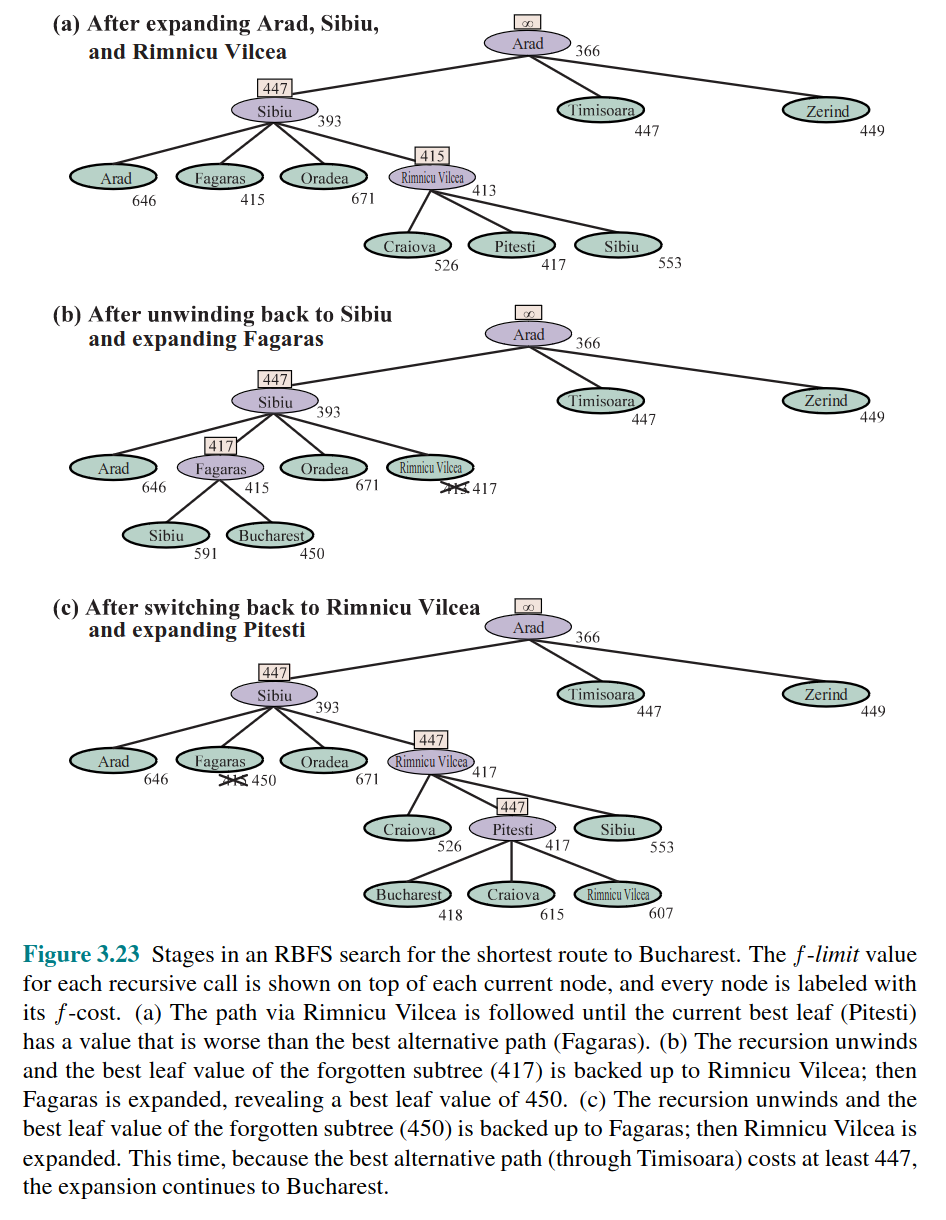 (a) After expanding Arad, Sibiu,
and Rimnicu Vilcea
∞
Arad
366
447
Sibiu
393
Timisoara
447
Zerind
449
Arad
646
Fagaras
415
Oradea
671
415
Rimnicu Vilcea
413
Craiova
526
Pitesti
417
Sibiu
553
(b) After unwinding back to Sibiu
and expanding Fagaras
∞
Arad
366
447
Sibiu
393
Timisoara
447
Zerind
449
Arad
646
417
Fagaras
415
Oradea
671
Rimnicu Vilcea
413 417
Sibiu
591
Bucharest
450
(c) After switching back to Rimnicu Vilcea
and expanding Pitesti
∞
Arad
366
447
Sibiu
393
Timisoara
447
Zerind
449
Arad
646
Fagaras
415 450
Oradea
671
447
Rimnicu Vilcea
417
Craiova
526
447
Pitesti
417
Sibiu
553
Bucharest
418
Craiova
615
Rimnicu Vilcea
607
Figure 3.23 Stages in an RBFS search for the shortest route to Bucharest. The f-limit value
for each recursive call is shown on top of each current node, and every node is labeled with
its f-cost. (a) The path via Rimnicu Vilcea is followed until the current best leaf (Pitesti)
has a value that is worse than the best alternative path (Fagaras). (b) The recursion unwinds
and the best leaf value of the forgotten subtree (417) is backed up to Rimnicu Vilcea; then
Fagaras is expanded, revealing a best leaf value of 450. (c) The recursion unwinds and the
best leaf value of the forgotten subtree (450) is backed up to Fagaras; then Rimnicu Vilcea is
expanded. This time, because the best alternative path (through Timisoara) costs at least 447,
the expansion continues to Bucharest.